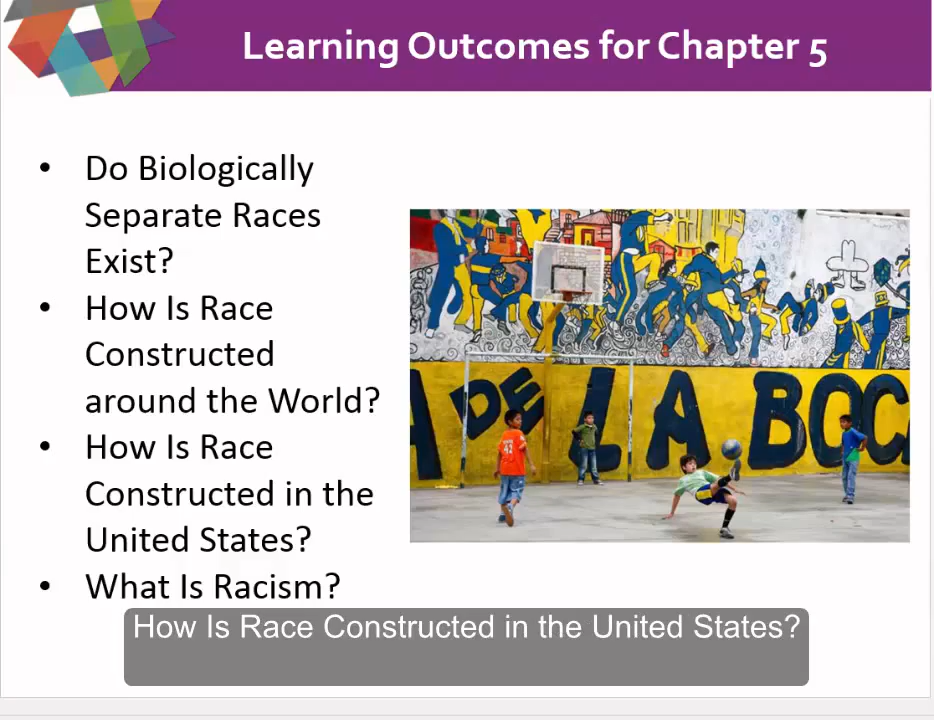 Learning Outcomes for Chapter 5
• Do Biologically
Separate Races
Exist?
• How Is Race
Constructed
around the World?
• How Is Race
Constructed in the
United States?
• What Is Racism?
A DE LA BOCA
42
How Is Race Constructed in the United States?